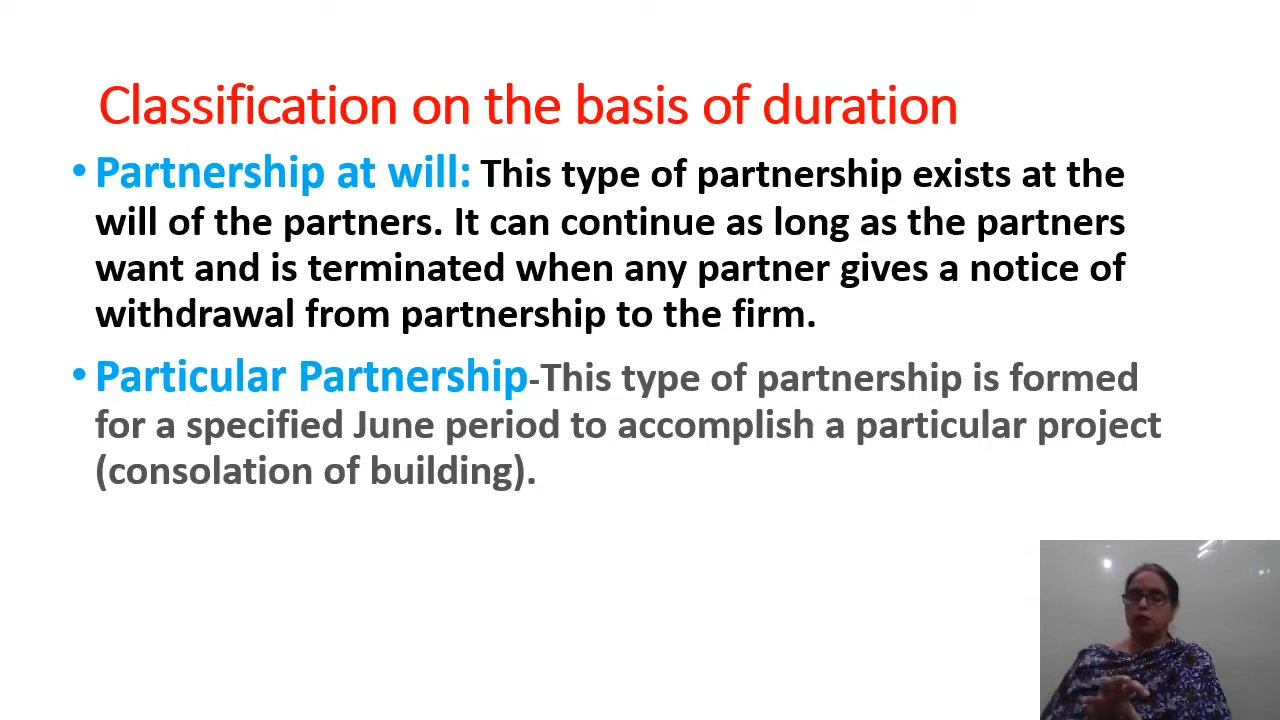 Classification on the basis of duration
• Partnership at will: This type of partnership exists at the
will of the partners. It can continue as long as the partners
want and is terminated when any partner gives a notice of
withdrawal from partnership to the firm.
• Particular Partnership-This type of partnership is formed
for a specified June period to accomplish a particular project
(consolation of building).